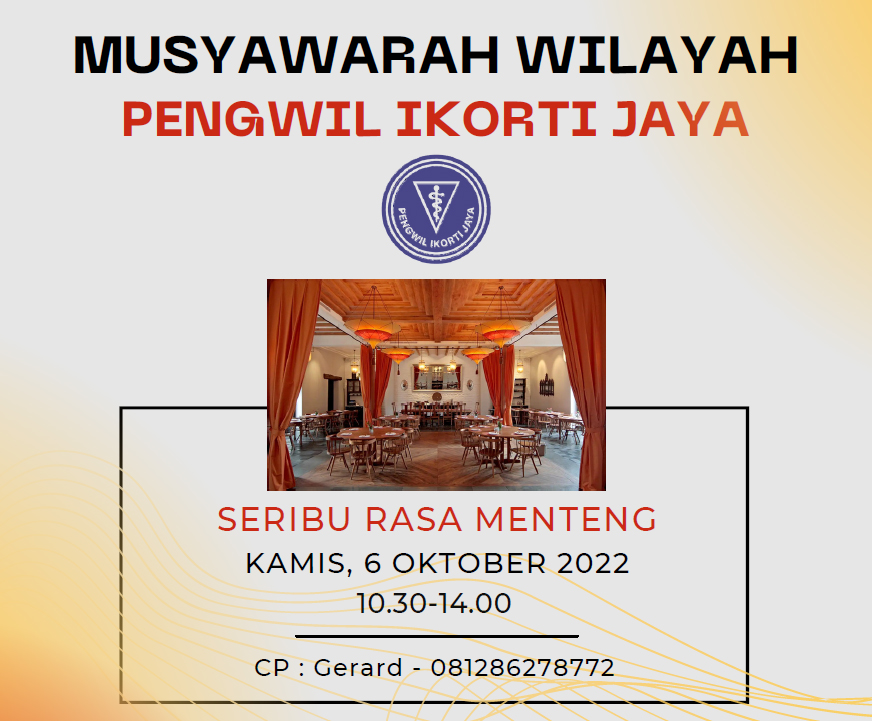 MUSYAWARAH WILAYAH
PENGWIL IKORTI JAYA
PENGWIL IKORTI JAYA
SERIBU RASA MENTENG
KAMIS, 6 OKTOBER 2022
10.30-14.00
CP : Gerard - 081286278772